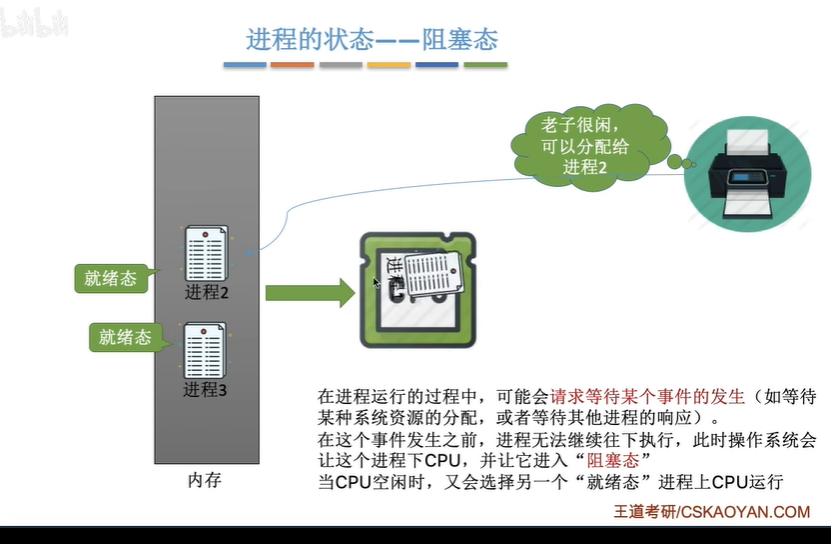 bilibili
进程的状态——阻塞态
老子很闲，
可以分配给
进程2
就绪态
进程2
就绪态
进程3
进程1
在进程运行的过程中，可能会请求等待某个事件的发生（如等待
某种系统资源的分配，或者等待其他进程的响应）。
在这个事件发生之前，进程无法继续往下执行，此时操作系统会
让这个进程下CPU，并让它进入“阻塞态”
当CPU空闲时，又会选择另一个“就绪态”进程上CPU运行
内存
王道考研/CSKAOYAN.COM